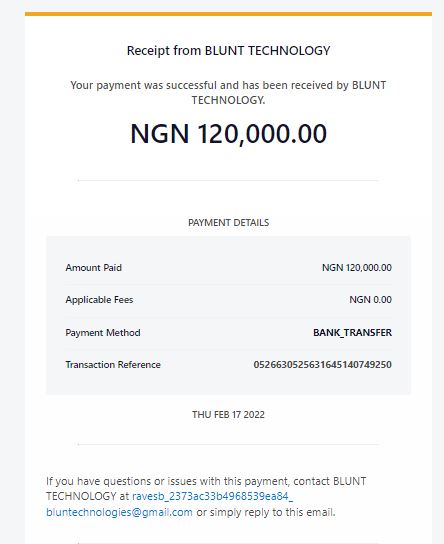 Receipt from BLUNT TECHNOLOGY
Your payment was successful and has been received by BLUNT
TECHNOLOGY.
NGN 120,000.00
PAYMENT DETAILS
Amount Paid NGN 120,000.00
Applicable Fees NGN 0.00
Payment Method BANK_TRANSFER
Transaction Reference 0526630525631645140749250
THU FEB 17 2022
If you have questions or issues with this payment, contact BLUNT
TECHNOLOGY at ravesb_2373ac33b4968539ea84_
bluntechnologies@gmail.com or simply reply to this email.